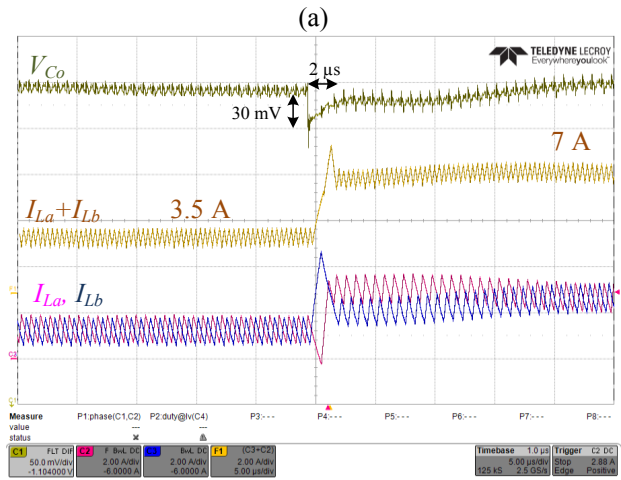 (a)
TELEDYNE LECROY
Everywhereyoulook™
V_Co
2 µs
30 mV
7 A
I_La+I_Lb
3.5 A
I_La, I_Lb
F1
C3
C1
Measure P1:phase(C1,C2) P2:duty@lv(C4) P3:--- P4:--- P5:--- P6:--- P7:--- P8:---
value --- ---
status
C1 FLT DIF C2 F BwL DC BwL DC F1 (C3+C2) Timebase 1.0 µs Trigger C2 DC
50.0 mV/div 2.00 A/div 2.00 A/div 2.00 A/div 5.00 µs/div Stop 2.88 A
-1.104000 V -6.0000 A -6.0000 A 5.00 µs/div 125 kS 2.5 GS/s Edge Positive